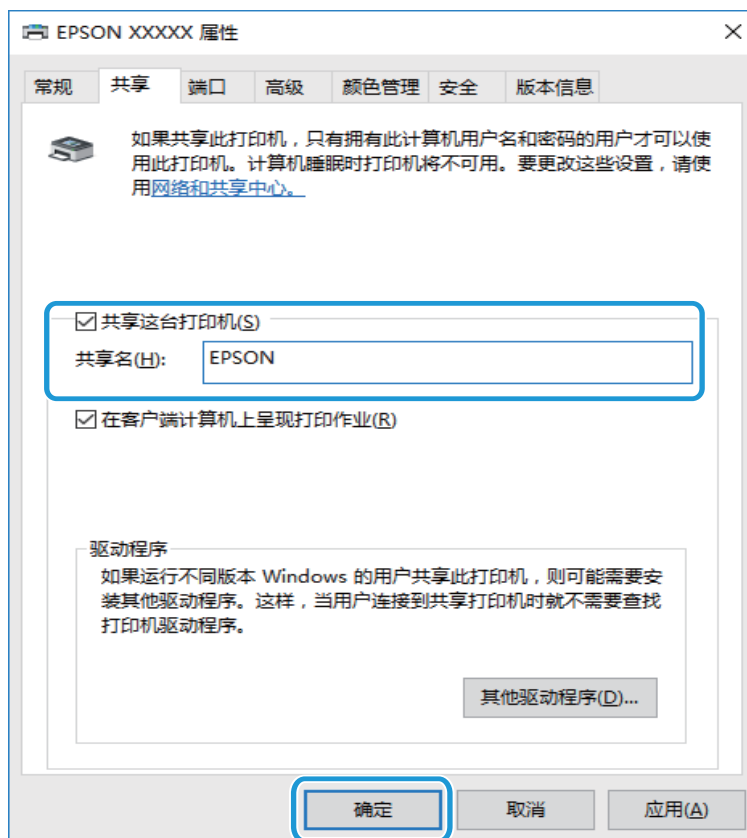 EPSON XXXXX 属性
常规 共享 端口 高级 颜色管理 安全 版本信息
如果共享此打印机，只有拥有此计算机用户名和密码的用户才可以使
用此打印机。计算机睡眠时打印机将不可用。要更改这些设置，请使
用网络和共享中心。
共享这台打印机(S)
共享名(H): EPSON
在客户端计算机上呈现打印作业(R)
驱动程序
如果运行不同版本 Windows 的用户共享此打印机，则可能需要安
装其他驱动程序。这样，当用户连接到共享打印机时就不需要查找
打印机驱动程序。
其他驱动程序(D)...
确定 取消 应用(A)